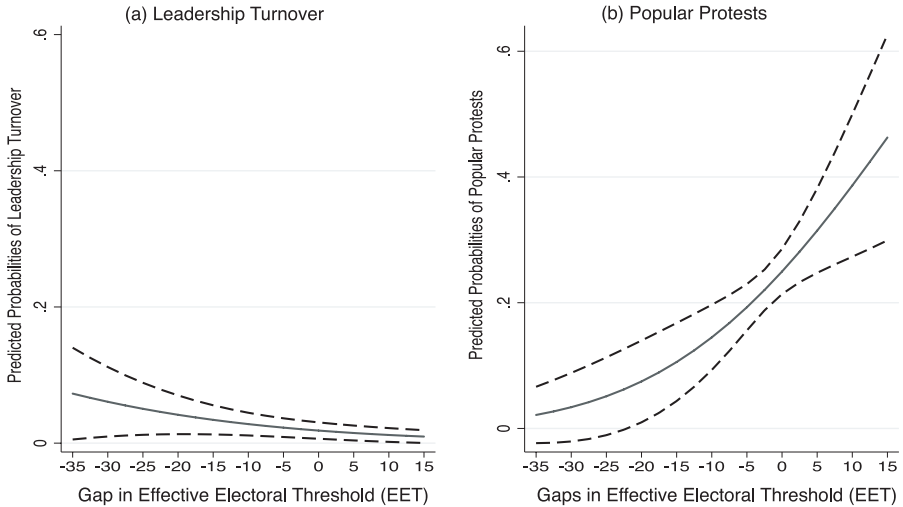 (a) Leadership Turnover
Predicted Probabilities of Leadership Turnover
.6
.4
.2
0
-35 -30 -25 -20 -15 -10 -5 0 5 10 15
Gap in Effective Electoral Threshold (EET)
(b) Popular Protests
Predicted Probabilities of Popular Protests
.6
.4
.2
0
-35 -30 -25 -20 -15 -10 -5 0 5 10 15
Gaps in Effective Electoral Threshold (EET)